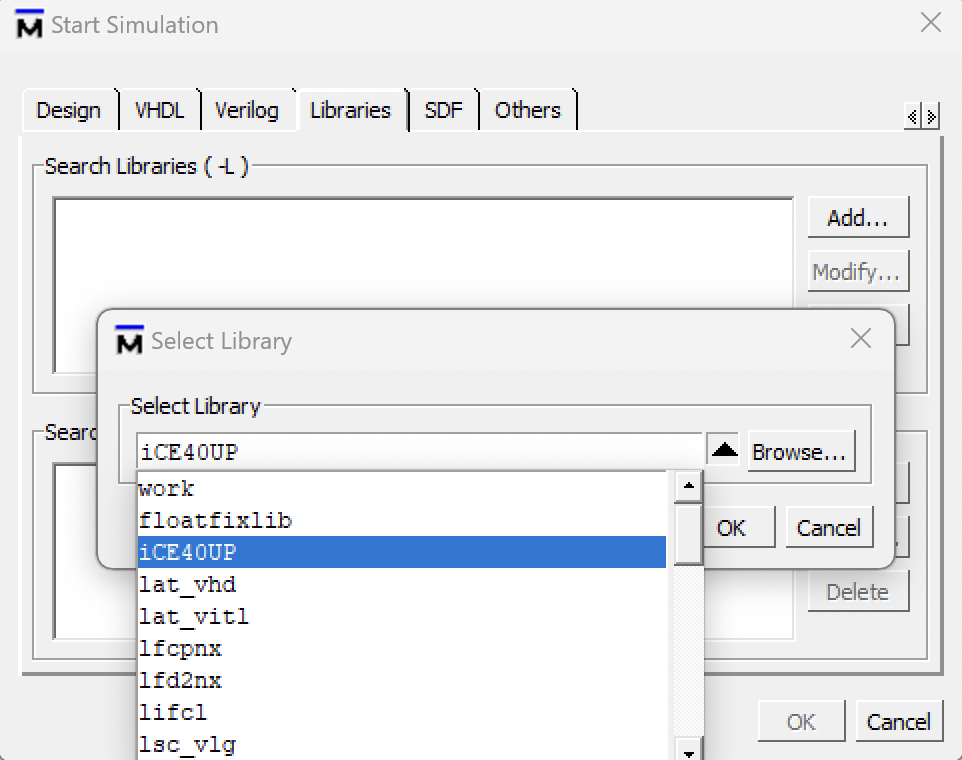 Start Simulation
Design VHDL Verilog Libraries SDF Others
Search Libraries ( -L )
Add...
Modify...
Select Library
Select Library
iCE40UP
Browse...
work
floatfixlib
iCE40UP
lat_vhd
lat_vitl
lfcpnx
lfd2nx
lifcl
lsc_vlg
OK Cancel
Delete
OK Cancel